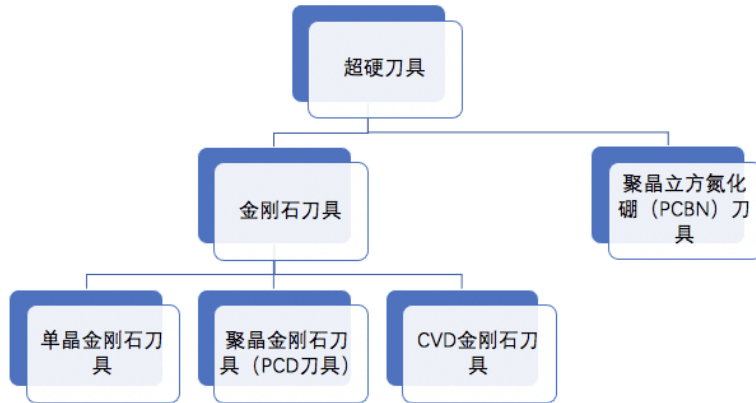 超硬刀具
金刚石刀具
聚晶立方氮化
硼（PCBN）刀
具
单晶金刚石刀
具
聚晶金刚石刀
具（PCD刀具）
CVD金刚石刀
具